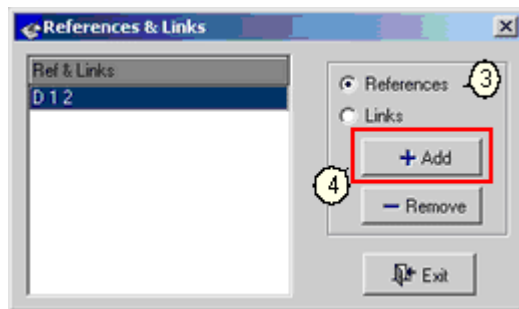 References & Links
Ref & Links
D 1 2
References
3
Links
+ Add
4
− Remove
Exit